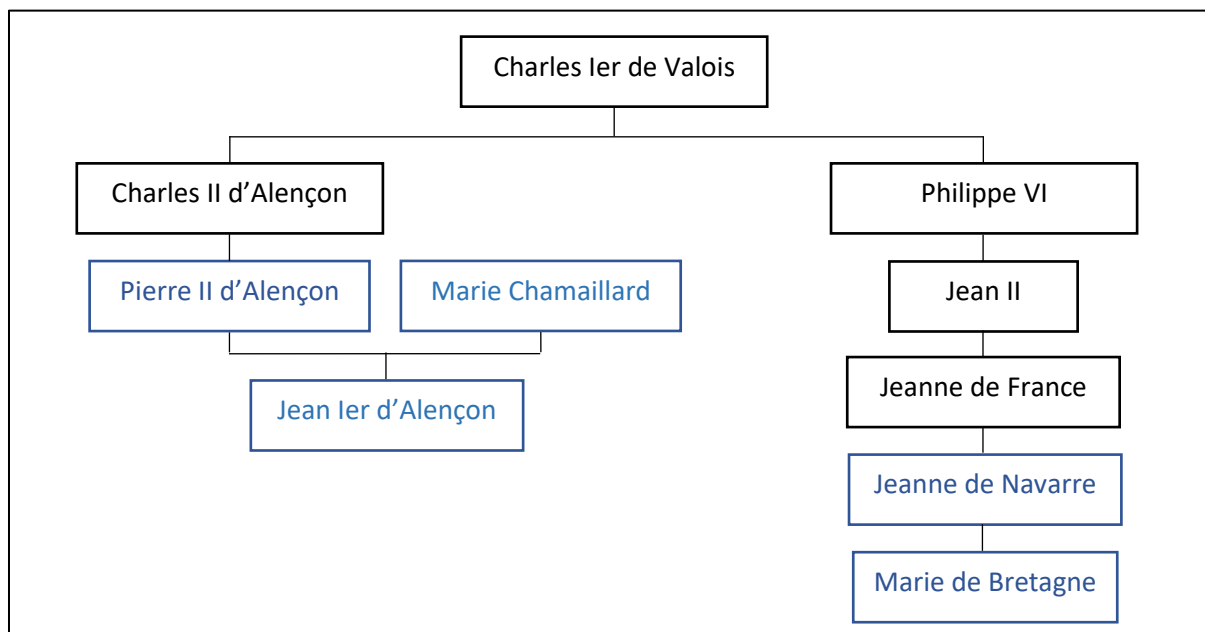 Charles Ier de Valois
Charles II d’Alençon
Philippe VI
Pierre II d’Alençon
Marie Chamaillard
Jean II
Jean Ier d’Alençon
Jeanne de France
Jeanne de Navarre
Marie de Bretagne